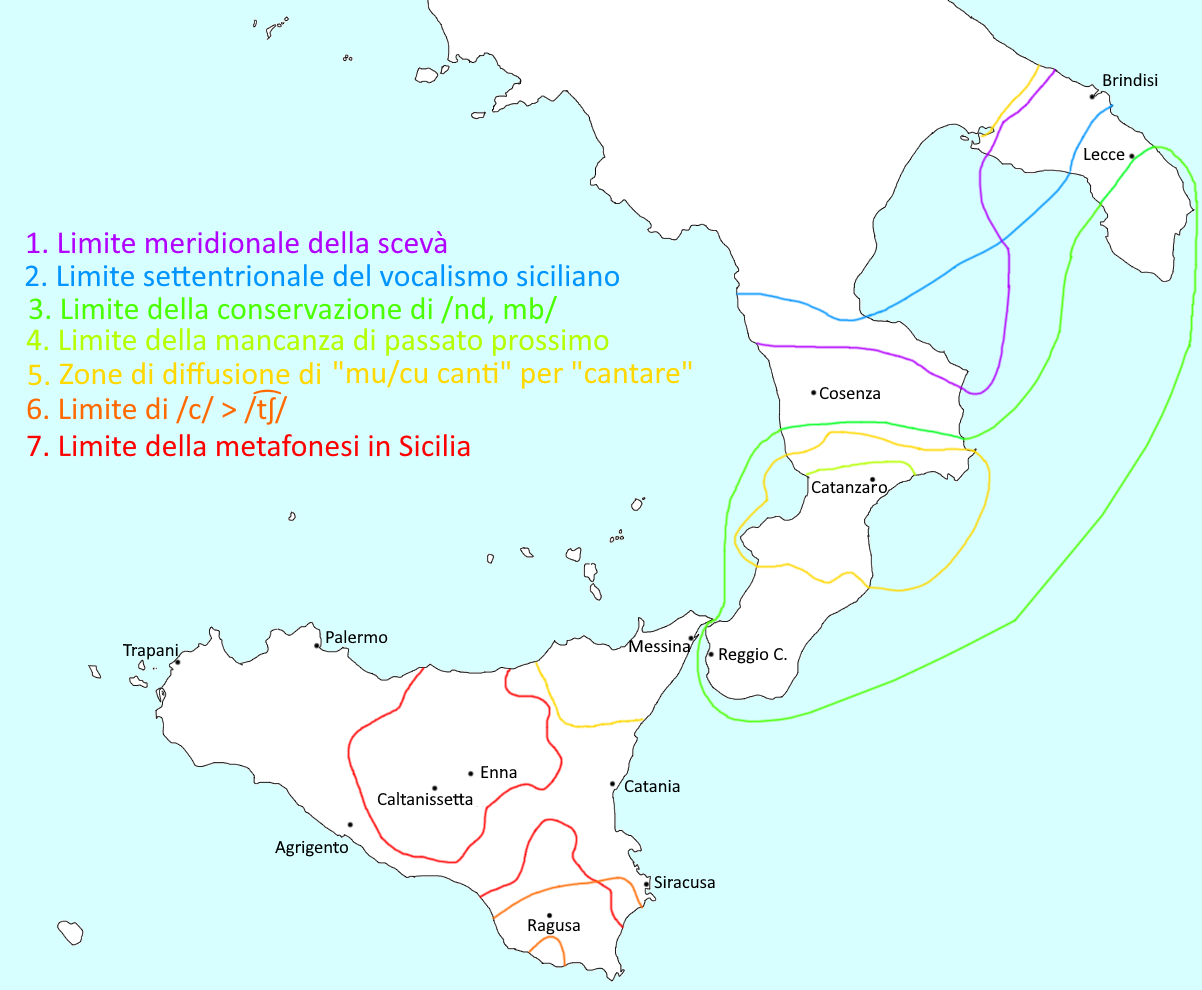 Brindisi
Lecce
1. Limite meridionale della scevà
2. Limite settentrionale del vocalismo siciliano
3. Limite della conservazione di /nd, mb/
4. Limite della mancanza di passato prossimo
5. Zone di diffusione di "mu/cu canti" per "cantare"
6. Limite di /c/ > /t͡ʃ/
7. Limite della metafonesi in Sicilia
Cosenza
Catanzaro
Palermo
Messina
Trapani
Reggio C.
Enna
Catania
Caltanissetta
Agrigento
Siracusa
Ragusa